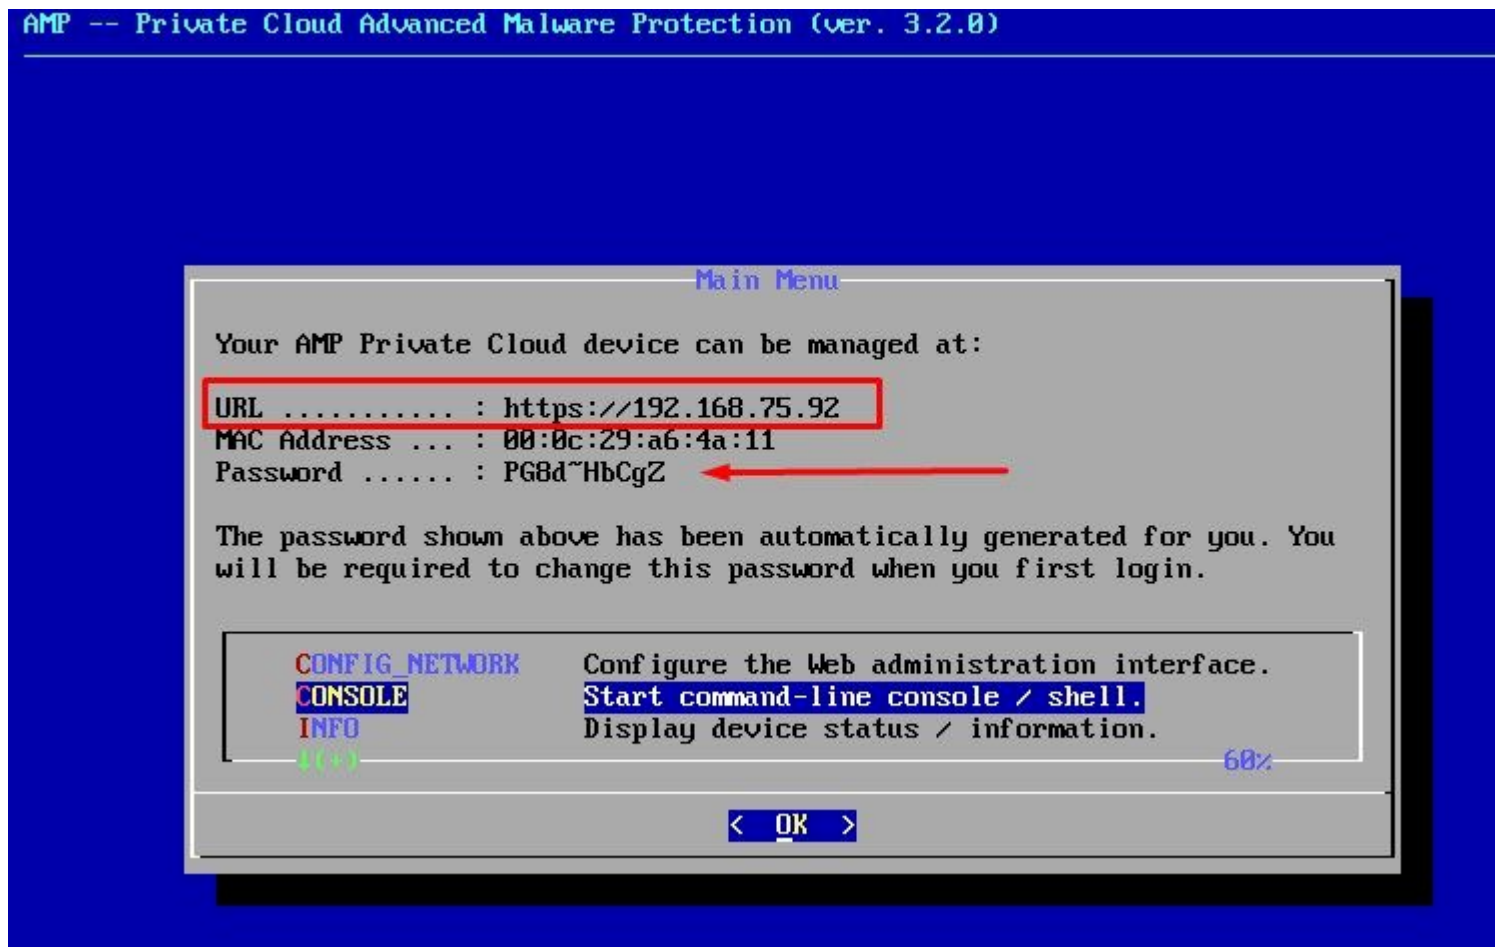 AMP -- Private Cloud Advanced Malware Protection (ver. 3.2.0)
Main Menu
Your AMP Private Cloud device can be managed at:
URL ........... : https://192.168.75.92
MAC Address ... : 00:0c:29:a6:4a:11
Password ...... : PG8d~HbCgZ
The password shown above has been automatically generated for you. You
will be required to change this password when you first login.
CONFIG_NETWORK Configure the Web administration interface.
CONSOLE Start command-line console / shell.
INFO Display device status / information.
↓(+) 60%
< OK >